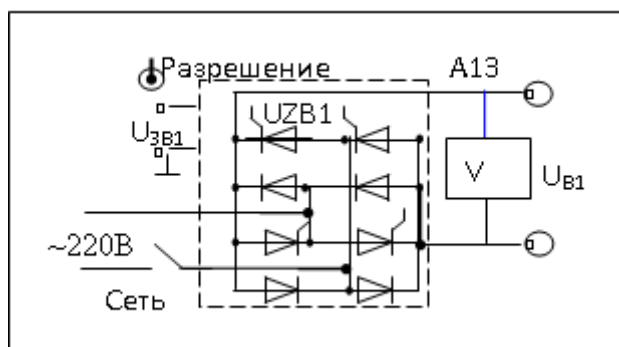 Разрешение
A13
UZB1
UЗВ1
V
UВ1
~220В
Сеть